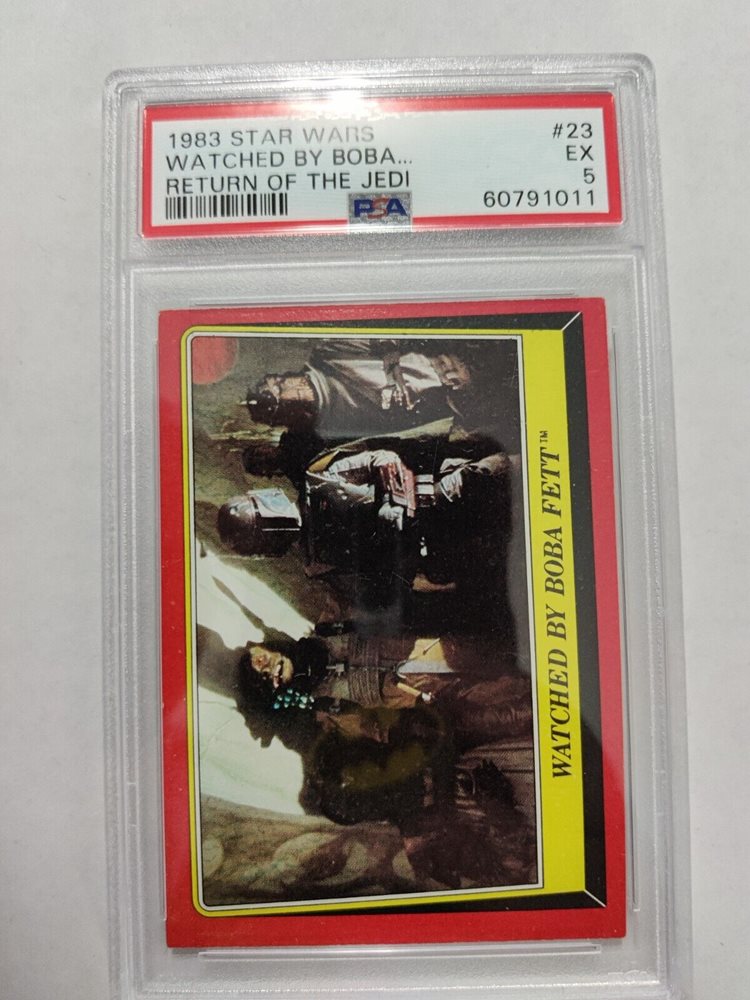 1983 STAR WARS #23
WATCHED BY BOBA... EX
RETURN OF THE JEDI 5
PSA 60791011
WATCHED BY BOBA FETT™